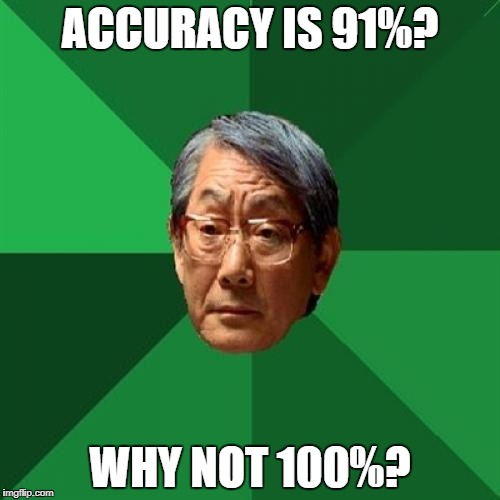 ACCURACY IS 91%?
WHY NOT 100%?
imgflip.com